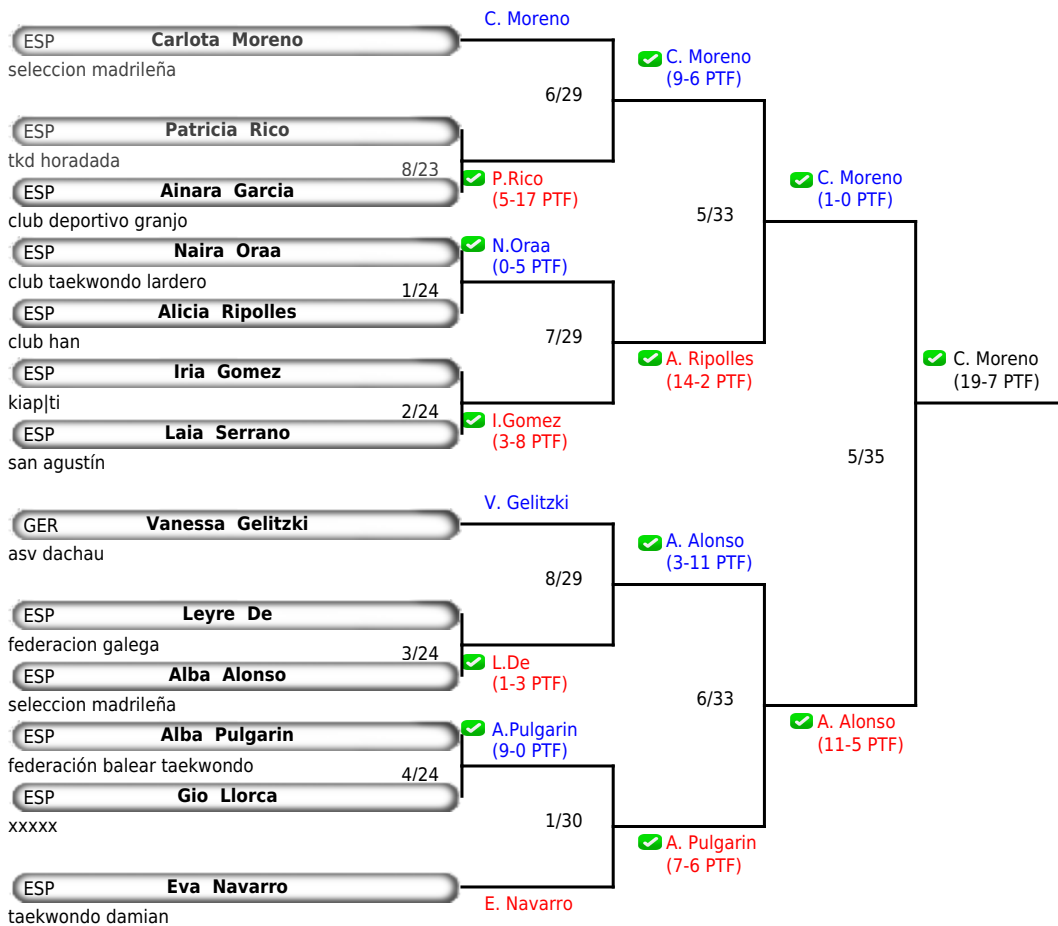 C. Moreno
ESP Carlota Moreno
seleccion madrileña
C. Moreno
(9-6 PTF)
6/29
ESP Patricia Rico
tkd horadada
8/23
P.Rico
(5-17 PTF)
ESP Ainara Garcia
club deportivo granjo
C. Moreno
(1-0 PTF)
5/33
ESP Naira Oraa
N.Oraa
(0-5 PTF)
club taekwondo lardero
1/24
ESP Alicia Ripolles
club han
7/29
A. Ripolles
(14-2 PTF)
C. Moreno
(19-7 PTF)
ESP Iria Gomez
kiap|ti
2/24
I.Gomez
(3-8 PTF)
ESP Laia Serrano
san agustín
5/35
V. Gelitzki
GER Vanessa Gelitzki
asv dachau
A. Alonso
(3-11 PTF)
8/29
ESP Leyre De
federacion galega
3/24
L.De
(1-3 PTF)
ESP Alba Alonso
seleccion madrileña
6/33
A. Alonso
(11-5 PTF)
ESP Alba Pulgarin
A.Pulgarin
(9-0 PTF)
federación balear taekwondo
4/24
ESP Gio Llorca
xxxxx
1/30
A. Pulgarin
(7-6 PTF)
ESP Eva Navarro
E. Navarro
taekwondo damian